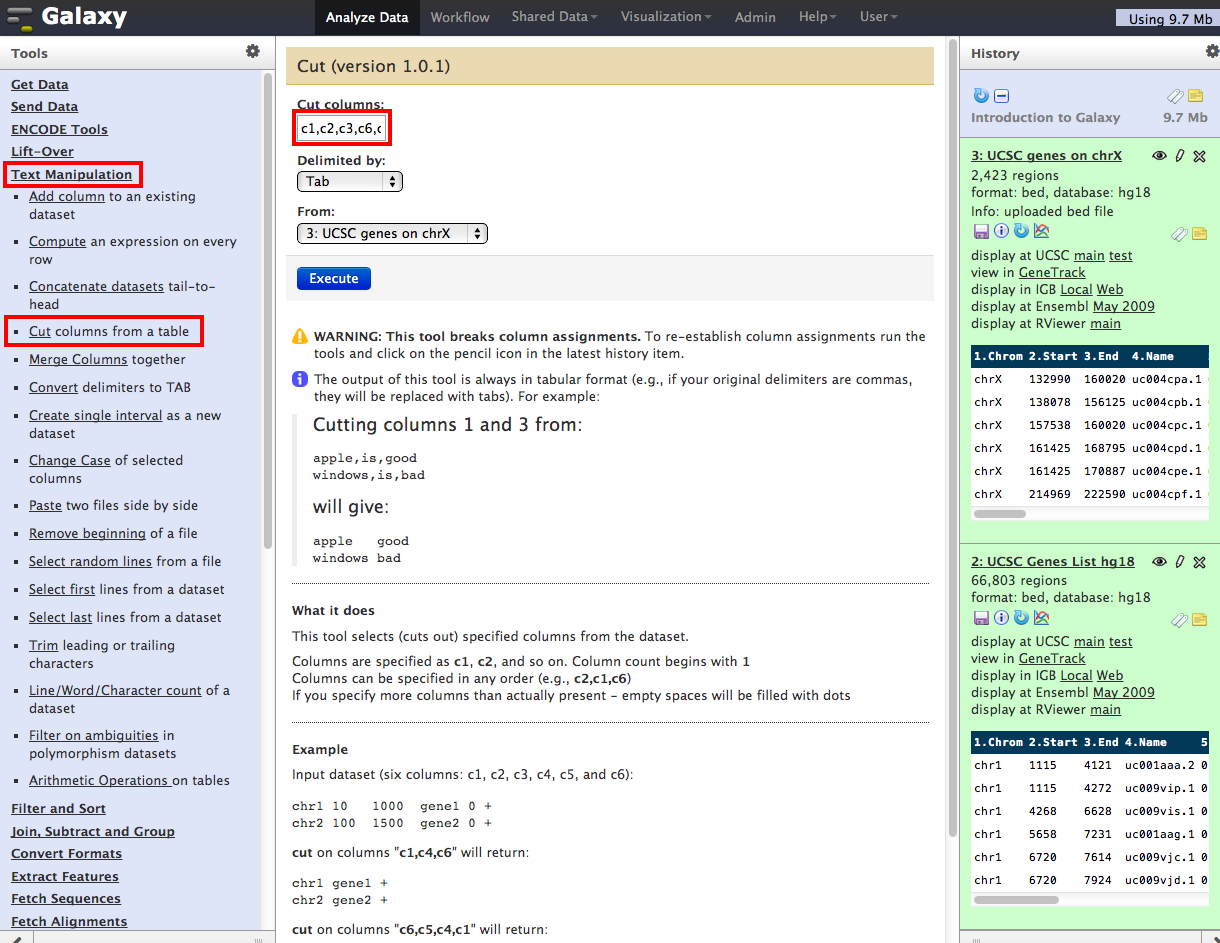 Galaxy
Analyze Data
Workflow
Shared Data
Visualization
Admin
Help
User
Using 9.7 Mb
Tools
Get Data
Send Data
ENCODE Tools
Lift-Over
Text Manipulation
Add column to an existing
dataset
Compute an expression on every
row
Concatenate datasets tail-to-
head
Cut columns from a table
Merge Columns together
Convert delimiters to TAB
Create single interval as a new
dataset
Change Case of selected
columns
Paste two files side by side
Remove beginning of a file
Select random lines from a file
Select first lines from a dataset
Select last lines from a dataset
Trim leading or trailing
characters
Line/Word/Character count of a
dataset
Filter on ambiguities in
polymorphism datasets
Arithmetic Operations on tables
Filter and Sort
Join, Subtract and Group
Convert Formats
Extract Features
Fetch Sequences
Fetch Alignments
Cut (version 1.0.1)
Cut columns:
c1,c2,c3,c6,
Delimited by:
Tab
From:
3: UCSC genes on chrX
Execute
WARNING: This tool breaks column assignments. To re-establish column assignments run the
tools and click on the pencil icon in the latest history item.
The output of this tool is always in tabular format (e.g., if your original delimiters are commas,
they will be replaced with tabs). For example:
Cutting columns 1 and 3 from:
apple,is,good
windows,is,bad
will give:
apple   good
windows bad
What it does
This tool selects (cuts out) specified columns from the dataset.
Columns are specified as c1, c2, and so on. Column count begins with 1
Columns can be specified in any order (e.g., c2,c1,c6)
If you specify more columns than actually present - empty spaces will be filled with dots
Example
Input dataset (six columns: c1, c2, c3, c4, c5, and c6):
chr1 10   1000  gene1 0 +
chr2 100  1500  gene2 0 +
cut on columns "c1,c4,c6" will return:
chr1 gene1 +
chr2 gene2 +
cut on columns "c6,c5,c4,c1" will return:
History
Introduction to Galaxy 9.7 Mb
3: UCSC genes on chrX
2,423 regions
format: bed, database: hg18
Info: uploaded bed file
display at UCSC main test
view in GeneTrack
display in IGB Local Web
display at Ensembl May 2009
display at RViewer main
1.Chrom 2.Start 3.End 4.Name
chrX 132990 160020 uc004cpa.1
chrX 138078 156125 uc004cpb.1
chrX 157538 160020 uc004cpc.1
chrX 161425 168795 uc004cpd.1
chrX 161425 170887 uc004cpe.1
chrX 214969 222590 uc004cpf.1
2: UCSC Genes List hg18
66,803 regions
format: bed, database: hg18
display at UCSC main test
view in GeneTrack
display in IGB Local Web
display at Ensembl May 2009
display at RViewer main
1.Chrom 2.Start 3.End 4.Name 5
chr1 1115 4121 uc001aaa.2 0
chr1 1115 4272 uc009vip.1 0
chr1 4268 6628 uc009vis.1 0
chr1 5658 7231 uc001aag.1 0
chr1 6720 7614 uc009vjc.1 0
chr1 6720 7924 uc009vjd.1 0